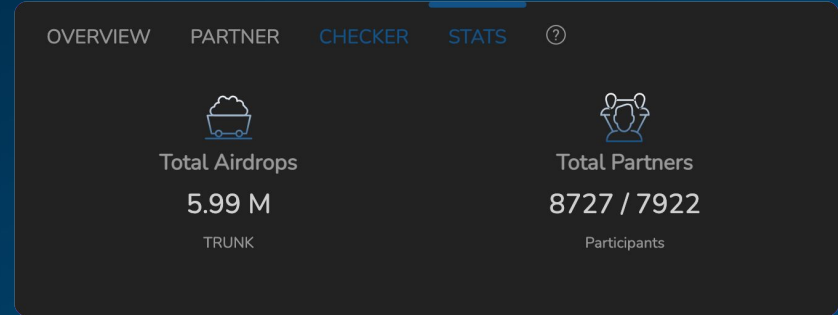 OVERVIEW PARTNER CHECKER STATS ?
Total Airdrops
5.99 M
TRUNK
Total Partners
8727 / 7922
Participants